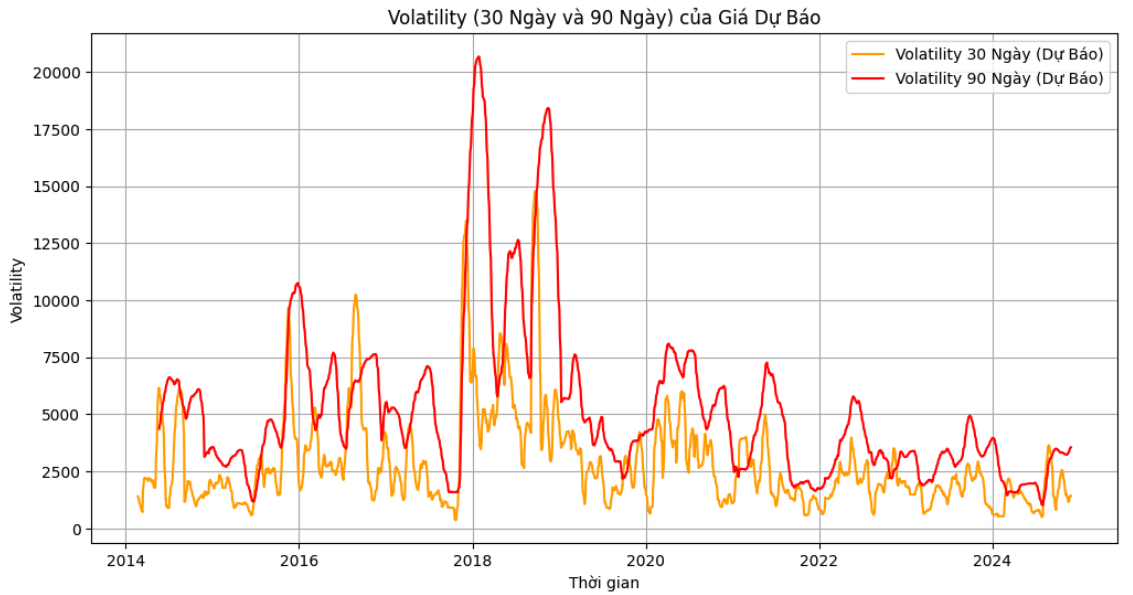 Volatility (30 Ngày và 90 Ngày) của Giá Dự Báo
Volatility 30 Ngày (Dự Báo)
Volatility 90 Ngày (Dự Báo)
Volatility
20000
17500
15000
12500
10000
7500
5000
2500
0
2014 2016 2018 2020 2022 2024
Thời gian